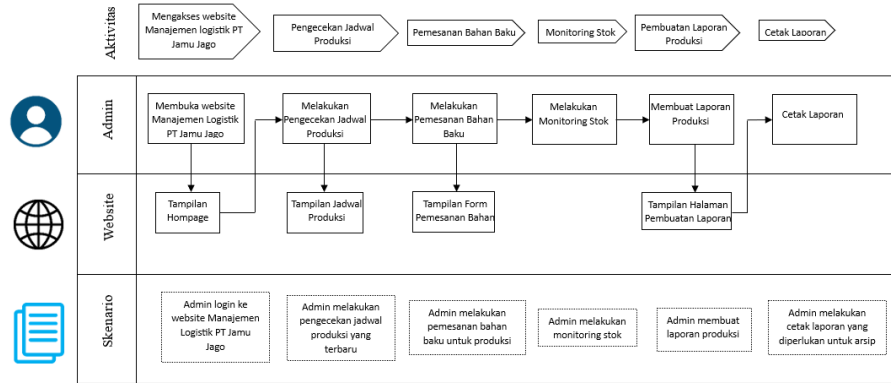 Aktivitas
Mengakses website
Manajemen logistik PT
Jamu Jago
Pengecekan Jadwal
Produksi
Pemesanan Bahan Baku
Monitoring Stok
Pembuatan Laporan
Produksi
Cetak Laporan
Admin
Membuka website
Manajemen Logistik
PT Jamu Jago
Melakukan
Pengecekan Jadwal
Produksi
Melakukan
Pemesanan Bahan
Baku
Melakukan
Monitoring Stok
Membuat Laporan
Produksi
Cetak Laporan
Website
Tampilan
Hompage
Tampilan Jadwal
Produksi
Tampilan Form
Pemesanan Bahan
Tampilan Halaman
Pembuatan Laporan
Skenario
Admin login ke
website Manajemen
Logistik PT Jamu
Jago
Admin melakukan
pengecekan jadwal
produksi yang
terbaru
Admin melakukan
pemesanan bahan
baku untuk produksi
Admin melakukan
monitoring stok
Admin membuat
laporan produksi
Admin melakukan
cetak laporan yang
diperlukan untuk arsip